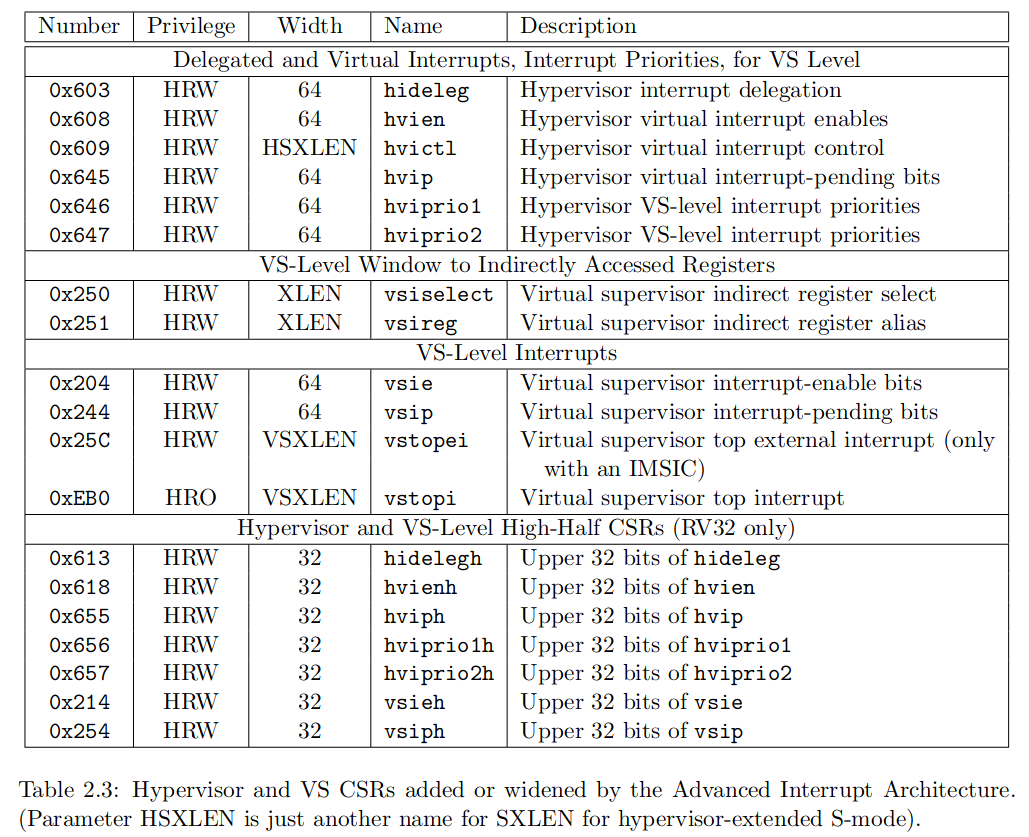 Number Privilege Width Name Description
Delegated and Virtual Interrupts, Interrupt Priorities, for VS Level
0x603 HRW 64 hideleg Hypervisor interrupt delegation
0x608 HRW 64 hvien Hypervisor virtual interrupt enables
0x609 HRW HSXLEN hvictl Hypervisor virtual interrupt control
0x645 HRW 64 hvip Hypervisor virtual interrupt-pending bits
0x646 HRW 64 hviprio1 Hypervisor VS-level interrupt priorities
0x647 HRW 64 hviprio2 Hypervisor VS-level interrupt priorities
VS-Level Window to Indirectly Accessed Registers
0x250 HRW XLEN vsiselect Virtual supervisor indirect register select
0x251 HRW XLEN vsireg Virtual supervisor indirect register alias
VS-Level Interrupts
0x204 HRW 64 vsie Virtual supervisor interrupt-enable bits
0x244 HRW 64 vsip Virtual supervisor interrupt-pending bits
0x25C HRW VSXLEN vstopei Virtual supervisor top external interrupt (only
with an IMSIC)
0xEB0 HRO VSXLEN vstopi Virtual supervisor top interrupt
Hypervisor and VS-Level High-Half CSRs (RV32 only)
0x613 HRW 32 hidelegh Upper 32 bits of hideleg
0x618 HRW 32 hvienh Upper 32 bits of hvien
0x655 HRW 32 hviph Upper 32 bits of hvip
0x656 HRW 32 hviprio1h Upper 32 bits of hviprio1
0x657 HRW 32 hviprio2h Upper 32 bits of hviprio2
0x214 HRW 32 vsieh Upper 32 bits of vsie
0x254 HRW 32 vsiph Upper 32 bits of vsip
Table 2.3: Hypervisor and VS CSRs added or widened by the Advanced Interrupt Architecture.
(Parameter HSXLEN is just another name for SXLEN for hypervisor-extended S-mode).